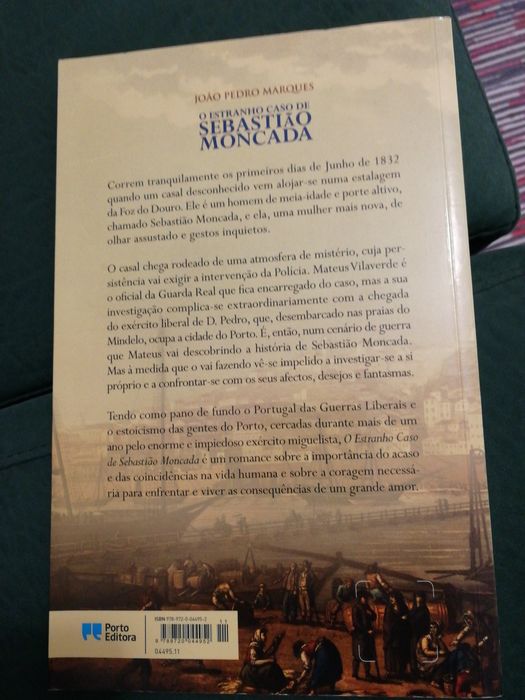 JOÃO PEDRO MARQUES
O ESTRANHO CASO DE
SEBASTIÃO
MONCADA
Correm tranquilamente os primeiros dias de Junho de 1832
quando um casal desconhecido vem alojar-se numa estalagem
da Foz do Douro. Ele é um homem de meia-idade e porte altivo,
chamado Sebastião Moncada, e ela, uma mulher mais nova, de
olhar assustado e gestos inquietos.
O casal chega rodeado de uma atmosfera de mistério, cuja per-
sistência vai exigir a intervenção da Polícia. Mateus Vilaverde é
o oficial da Guarda Real que fica encarregado do caso, mas a sua
investigação complica-se extraordinariamente com a chegada
do exército liberal de D. Pedro, que, desembarcado nas praias do
Mindelo, ocupa a cidade do Porto. É, então, num cenário de guerra
que Mateus vai descobrindo a história de Sebastião Moncada.
Mas à medida que o vai fazendo vê-se impelido a investigar-se a si
próprio e a confrontar-se com os seus afectos, desejos e fantasmas.
Tendo como pano de fundo o Portugal das Guerras Liberais e
o estoicismo das gentes do Porto, cercadas durante mais de um
ano pelo enorme e impiedoso exército miguelista, O Estranho Caso
de Sebastião Moncada é um romance sobre a importância do acaso
e das coincidências na vida humana e sobre a coragem necessá-
ria para enfrentar e viver as consequências de um grande amor.
Porto
Editora
ISBN 978-972-0-04495-2
9 789720 044952
11
04495.11